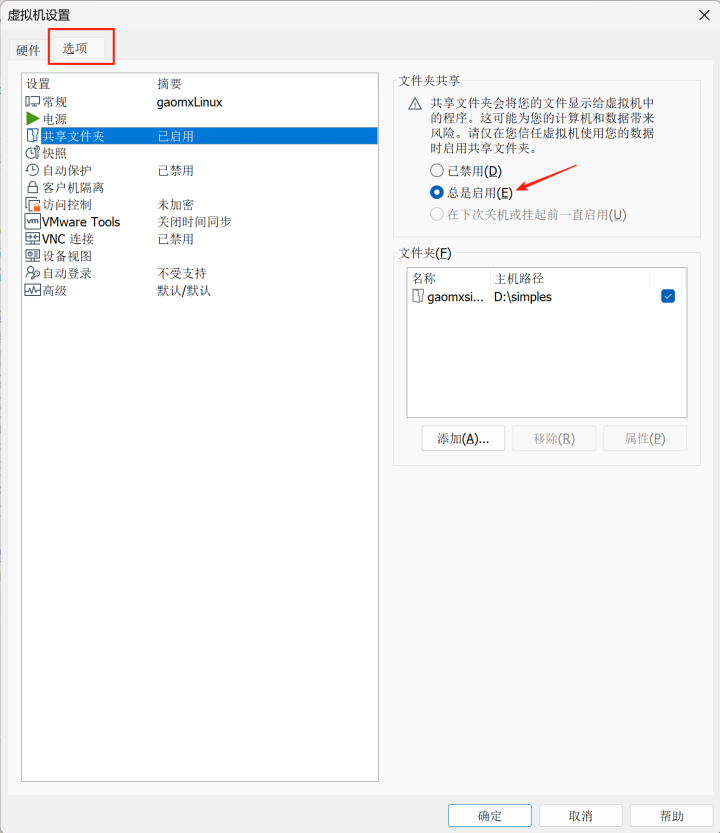 虚拟机设置
硬件 选项
设置 摘要
常规 gaomxLinux
电源
共享文件夹 已启用
快照
自动保护 已禁用
客户机隔离
访问控制 未加密
vm VMware Tools 关闭时间同步
VNC 连接 已禁用
设备视图
自动登录 不受支持
高级 默认/默认
文件夹共享
共享文件夹会将您的文件显示给虚拟机中
的程序。这可能为您的计算机和数据带来
风险。请仅在您信任虚拟机使用您的数据
时启用共享文件夹。
已禁用(D)
总是启用(E)
在下次关机或挂起前一直启用(U)
文件夹(F)
名称 主机路径
gaomxsi... D:\simples
添加(A)... 移除(R) 属性(P)
确定 取消 帮助